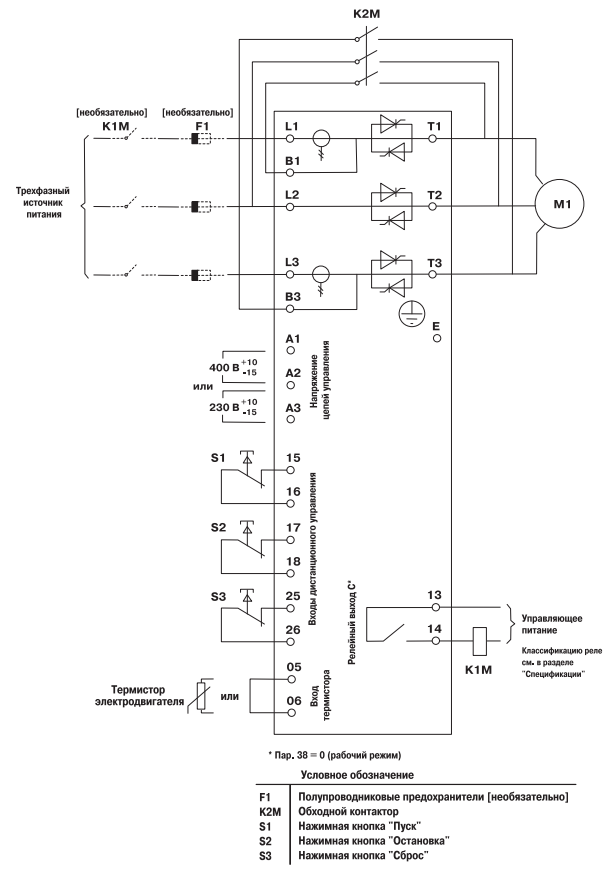 K2M
[необязательно] [необязательно]
K1M F1 L1 T1
B1
Трехфазный
источник
питания
L2 T2 M1
L3 T3
B3
E
A1
400 В +10 -15
A2
или
230 В +10 -15
A3
Напряжение
цепей управления
S1 15
16
S2 17
18
S3 25
26
Входы дистанционного управления
Релейный выход С*
13
14
Управляющее
питание
K1M
Классификацию реле
см. в разделе
"Спецификации"
05
Термистор
электродвигателя
или
06
Вход
термистора
* Пар. 38 = 0 (рабочий режим)
Условное обозначение
F1 Полупроводниковые предохранители [необязательно]
K2M Обходной контактор
S1 Нажимная кнопка "Пуск"
S2 Нажимная кнопка "Остановка"
S3 Нажимная кнопка "Сброс"